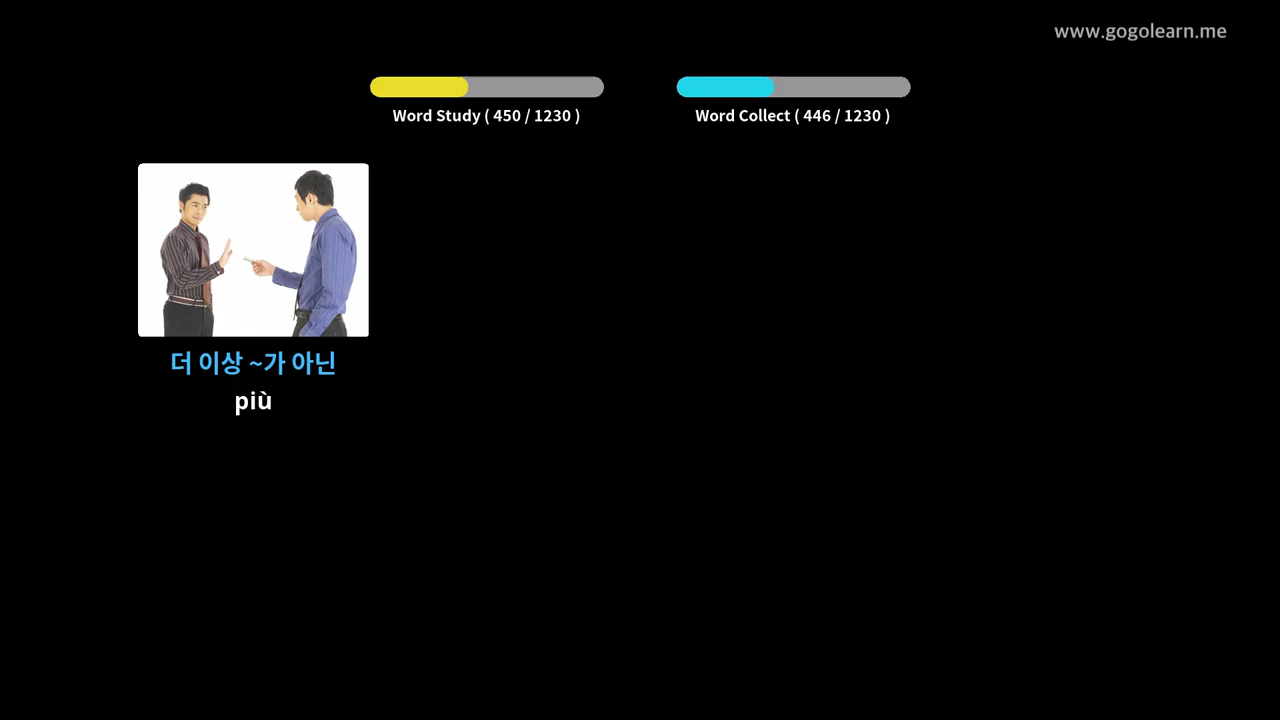 www.gogolearn.me
Word Study ( 450 / 1230 )
Word Collect ( 446 / 1230 )
더 이상 ~가 아닌
più